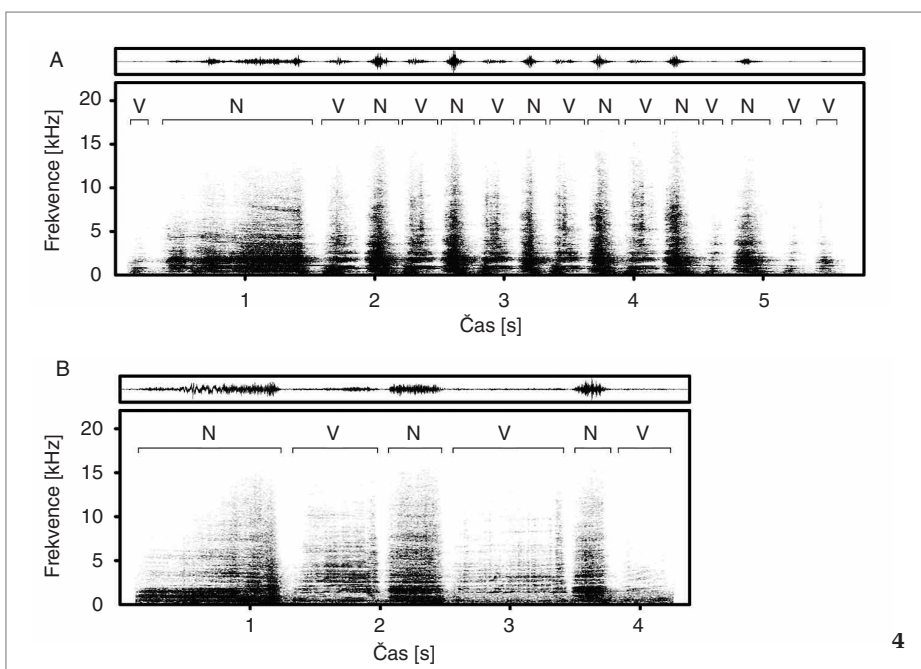 A
20
15
10
5
0
Frekvence [kHz]
V N V N V N V N V N V N V N V V
1 2 3 4 5
Čas [s]
B
20
15
10
5
0
Frekvence [kHz]
N V N V N V
1 2 3 4
Čas [s]
4